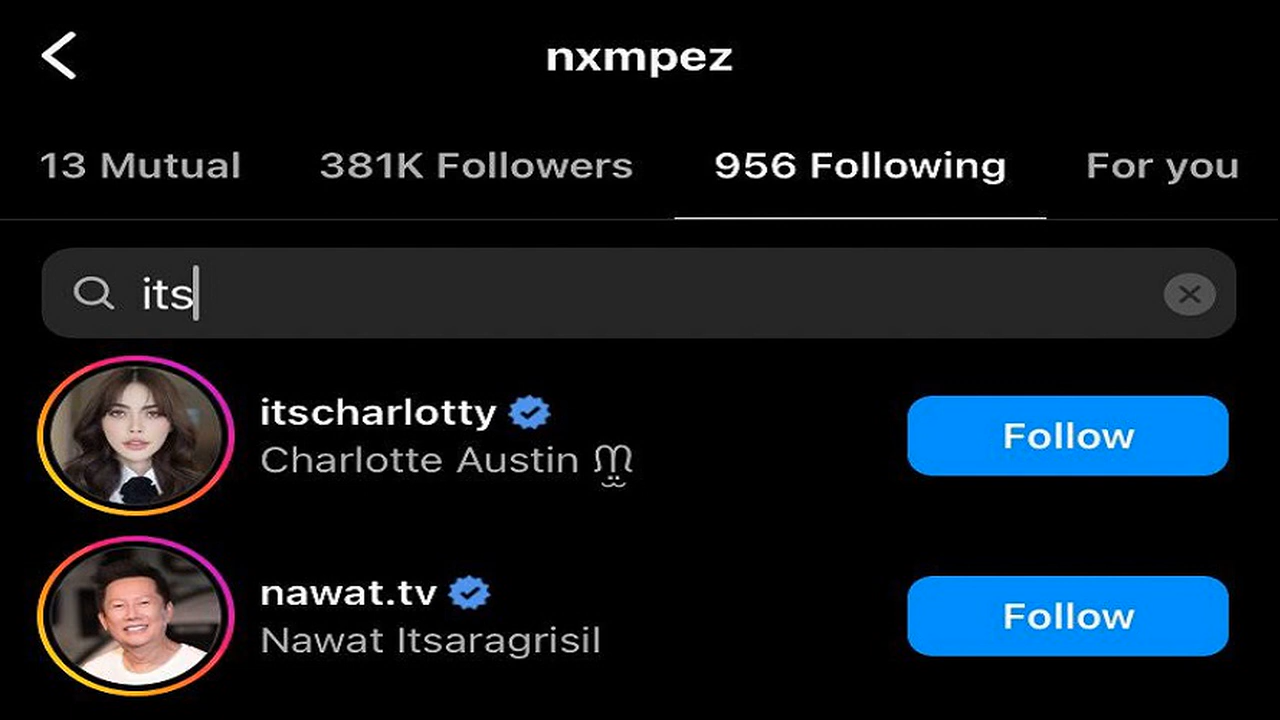 nxmpez
13 Mutual 381K Followers 956 Following For you
its
itscharlotty
Charlotte Austin
Follow
nawat.tv
Nawat Itsaragrisil
Follow